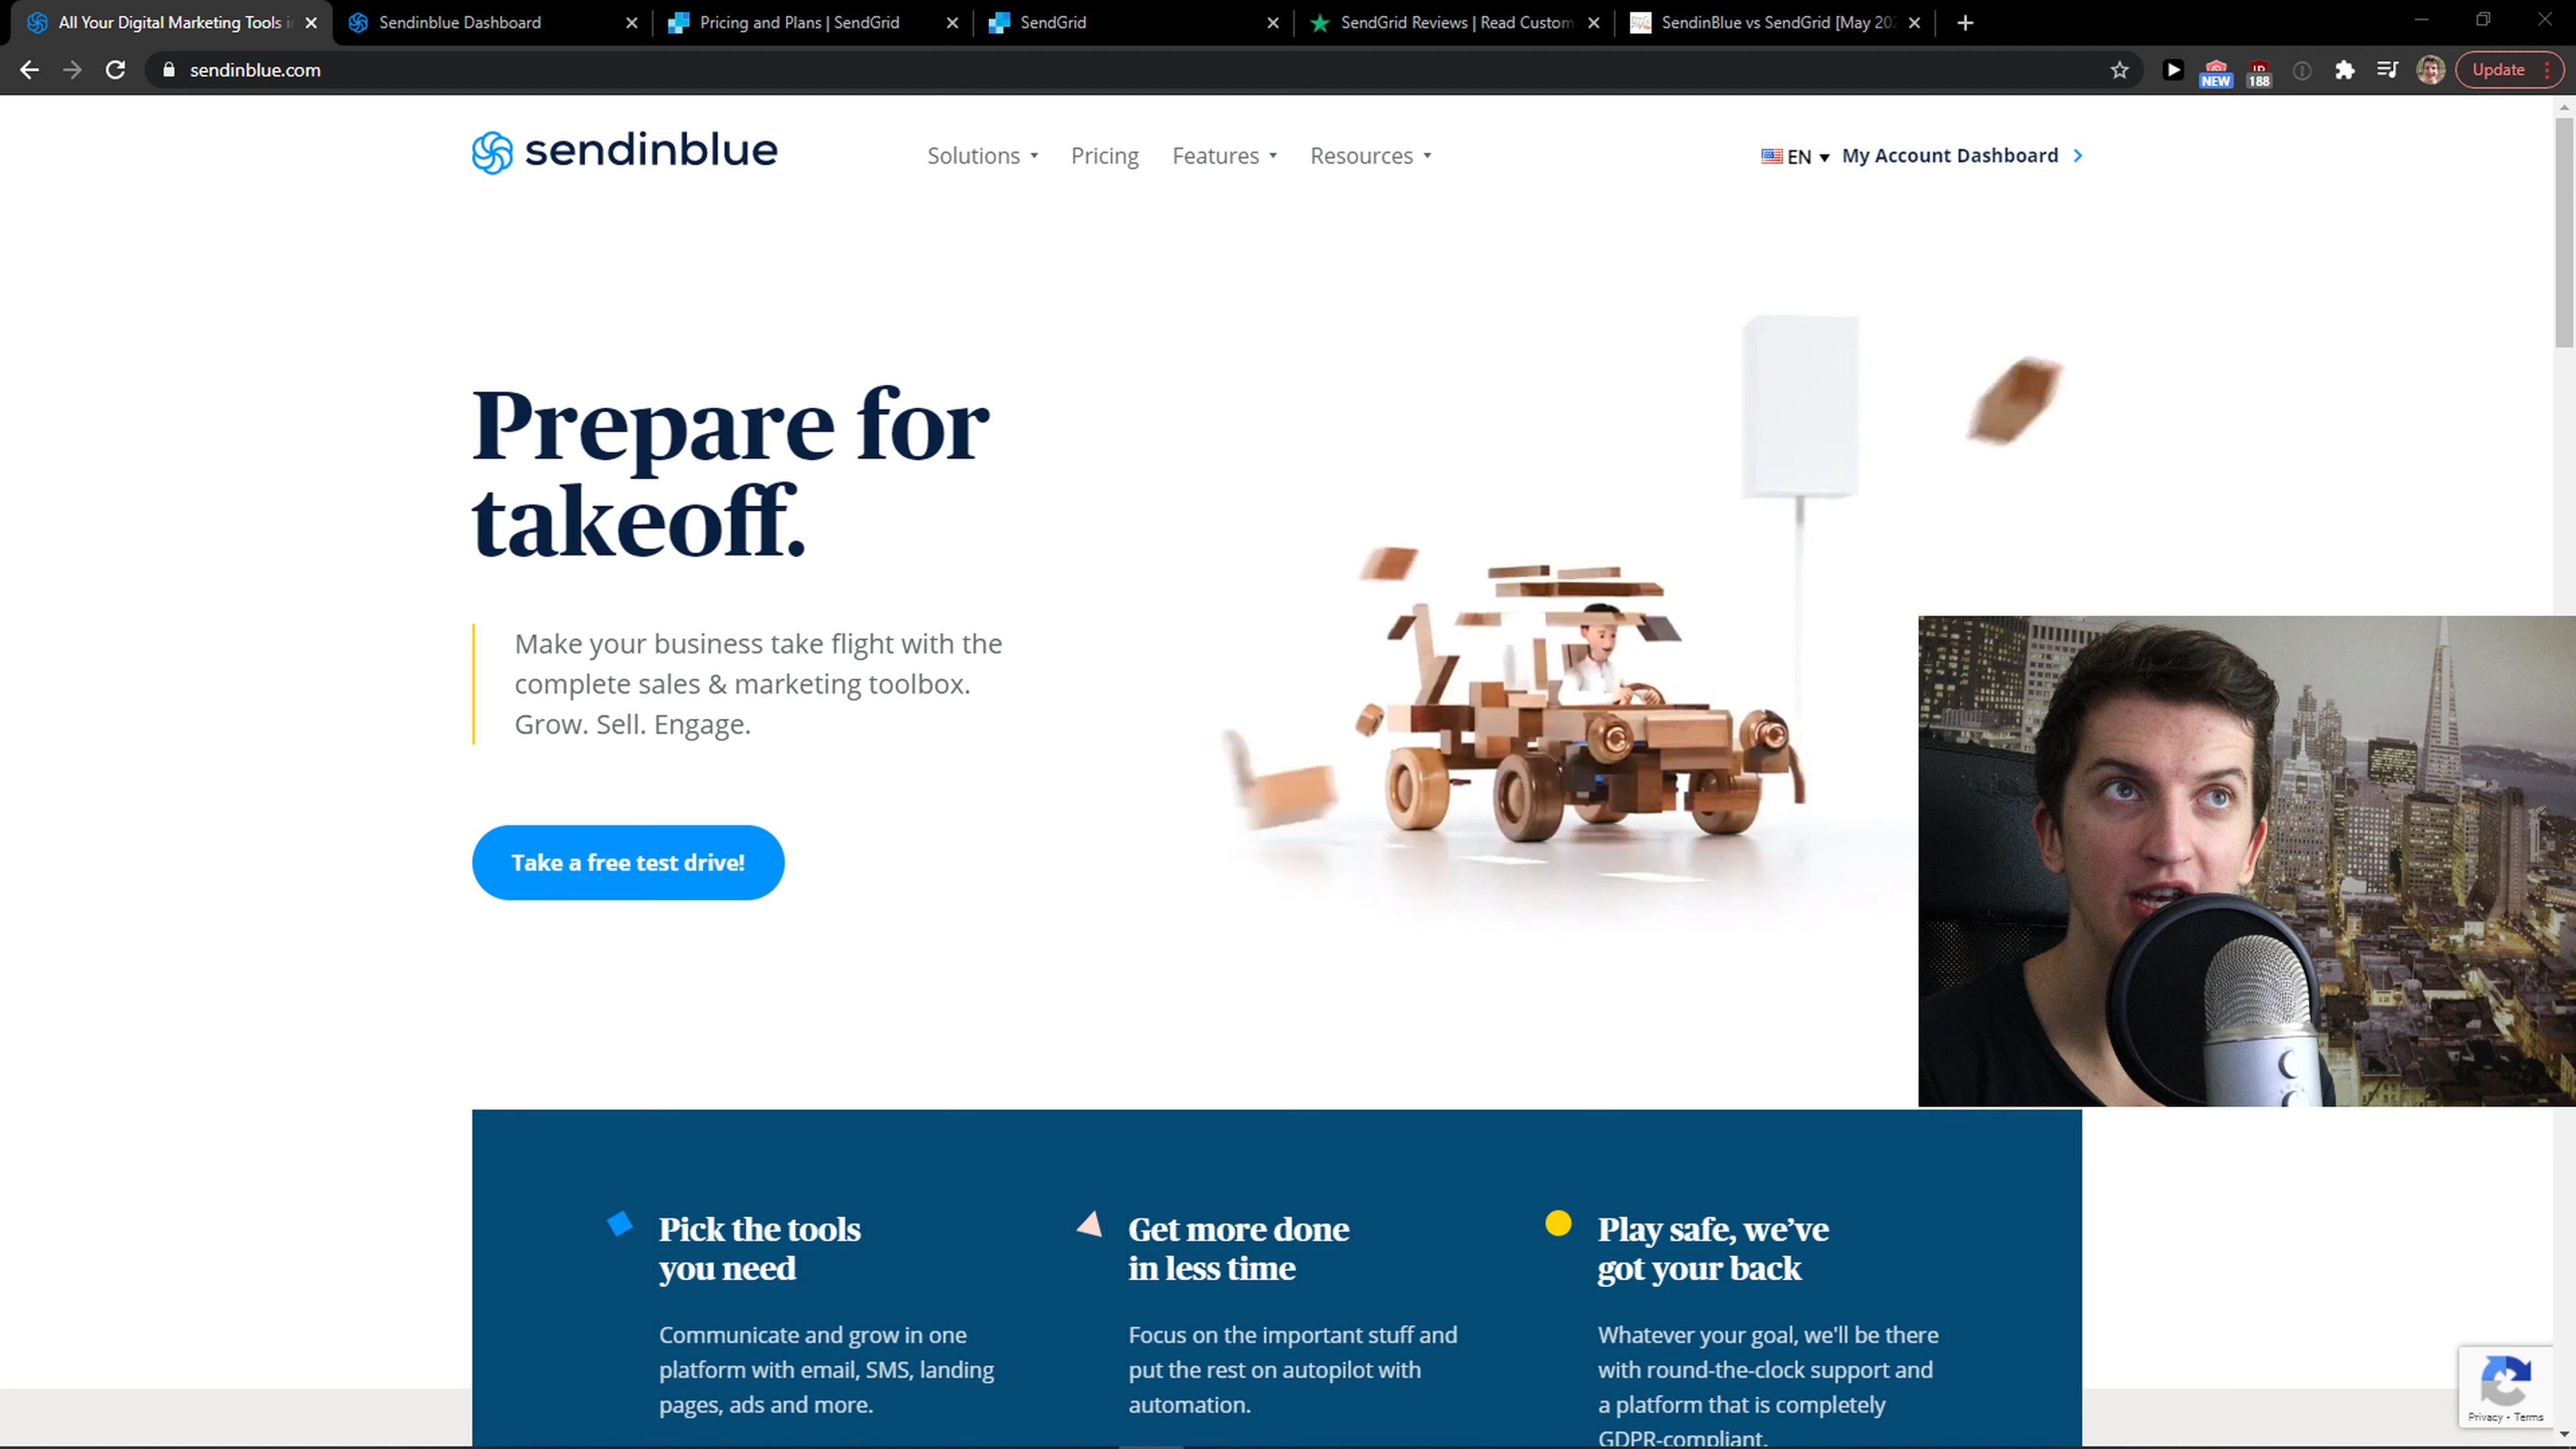 All Your Digital Marketing Tools i
Sendinblue Dashboard
Pricing and Plans | SendGrid
SendGrid
SendGrid Reviews | Read Custom
SendinBlue vs SendGrid [May 202
sendinblue.com
NEW
188
Update
sendinblue
Solutions
Pricing
Features
Resources
EN
My Account Dashboard
Prepare for
takeoff.
Make your business take flight with the
complete sales & marketing toolbox.
Grow. Sell. Engage.
Take a free test drive!
Pick the tools
you need
Communicate and grow in one
platform with email, SMS, landing
pages, ads and more.
Get more done
in less time
Focus on the important stuff and
put the rest on autopilot with
automation.
Play safe, we've
got your back
Whatever your goal, we'll be there
with round-the-clock support and
a platform that is completely
GDPR-compliant.
Privacy - Terms